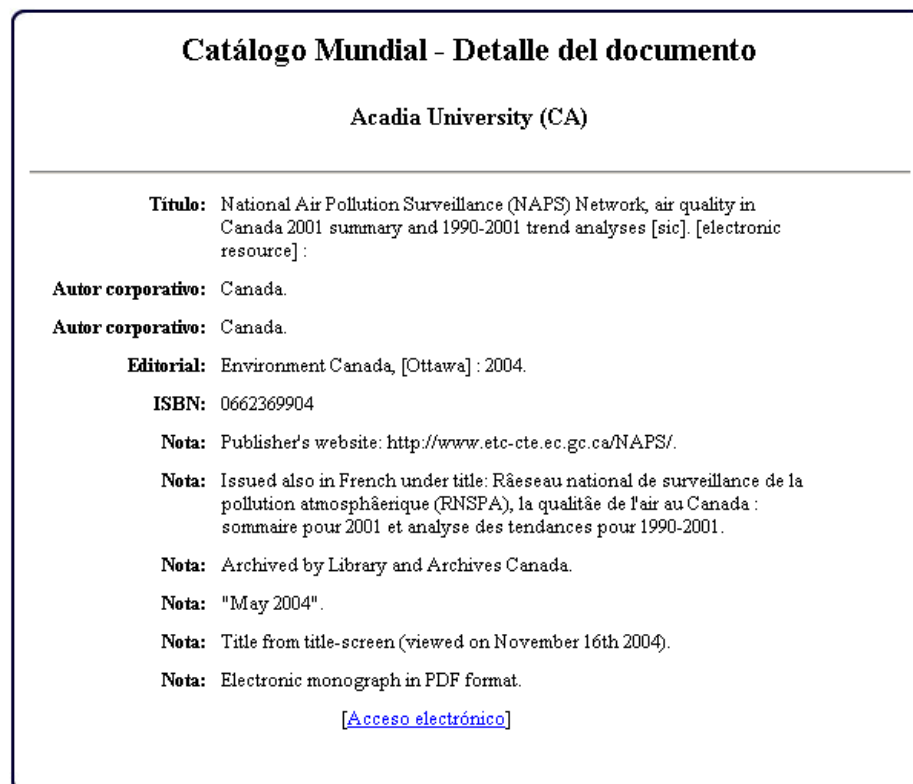 Catálogo Mundial - Detalle del documento
Acadia University (CA)
Título: National Air Pollution Surveillance (NAPS) Network, air quality in
Canada 2001 summary and 1990-2001 trend analyses [sic]. [electronic
resource] :
Autor corporativo: Canada.
Autor corporativo: Canada.
Editorial: Environment Canada, [Ottawa] : 2004.
ISBN: 0662369904
Nota: Publisher's website: http://www.etc-cte.ec.gc.ca/NAPS/.
Nota: Issued also in French under title: Râeseau national de surveillance de la
pollution atmosphâerique (RNSPA), la qualitâe de l'air au Canada :
sommaire pour 2001 et analyse des tendances pour 1990-2001.
Nota: Archived by Library and Archives Canada.
Nota: "May 2004".
Nota: Title from title-screen (viewed on November 16th 2004).
Nota: Electronic monograph in PDF format.
[Acceso electrónico]